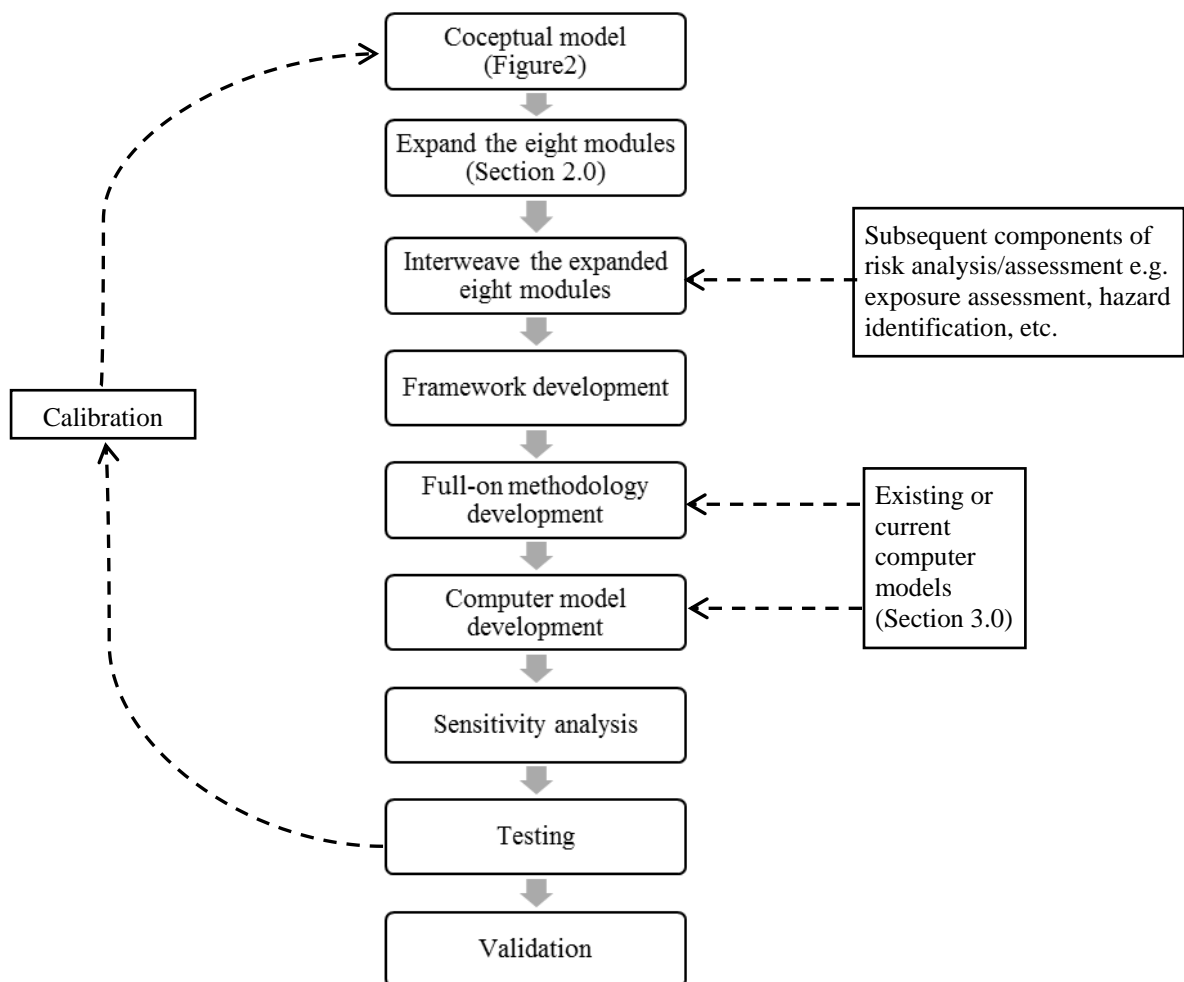 Coceptual model
(Figure2)
Expand the eight modules
(Section 2.0)
Interweave the expanded
eight modules
Subsequent components of
risk analysis/assessment e.g.
exposure assessment, hazard
identification, etc.
Framework development
Calibration
Full-on methodology
development
Existing or
current
computer
models
(Section 3.0)
Computer model
development
Sensitivity analysis
Testing
Validation